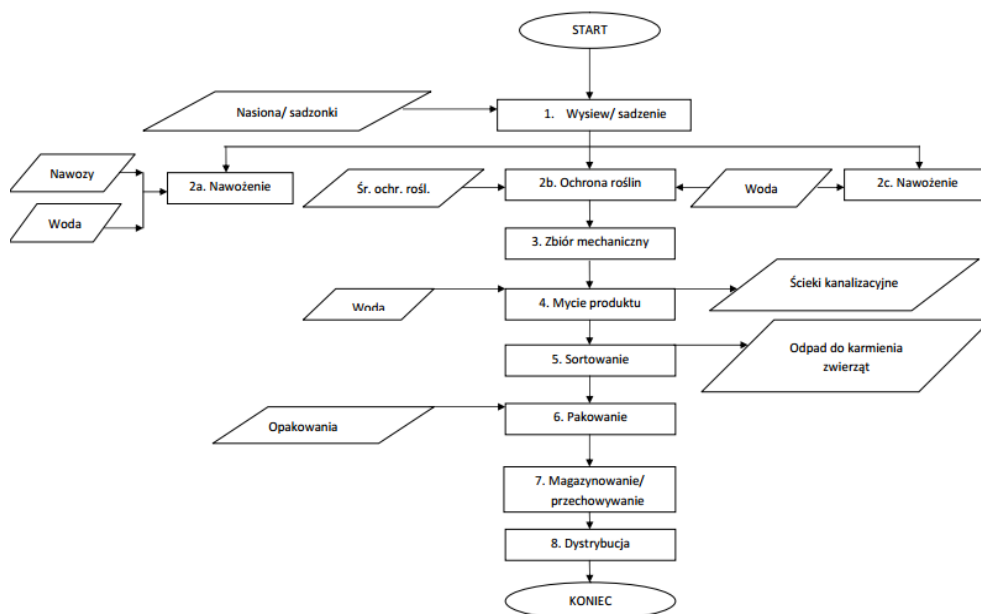 START
Nasiona/ sadzonki
1. Wysiew/ sadzenie
Nawozy
Woda
2a. Nawożenie
Śr. ochr. rośl.
2b. Ochrona roślin
Woda
2c. Nawożenie
3. Zbiór mechaniczny
Woda
4. Mycie produktu
Ścieki kanalizacyjne
5. Sortowanie
Odpad do karmienia
zwierząt
Opakowania
6. Pakowanie
7. Magazynowanie/
przechowywanie
8. Dystrybucja
KONIEC